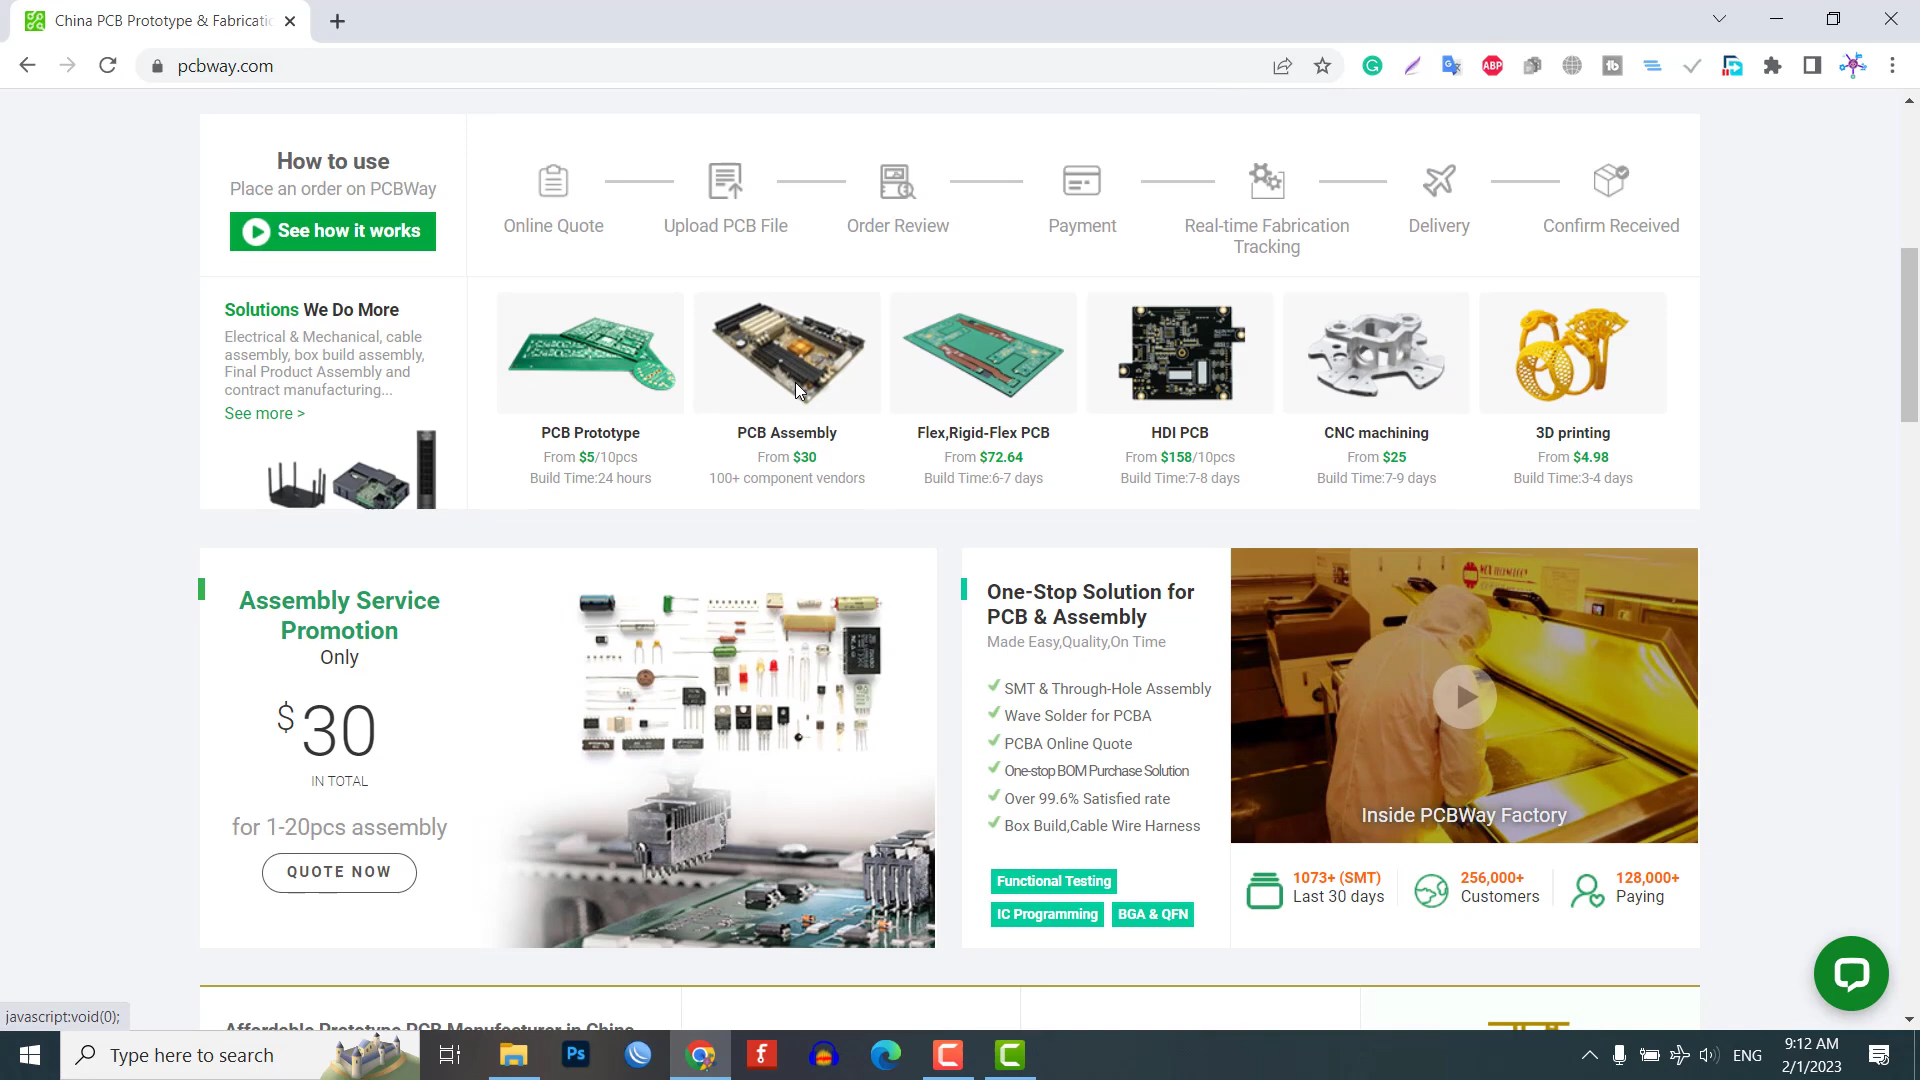 China PCB Prototype & Fabricatio
pcbway.com
How to use
Place an order on PCBWay
See how it works
Online Quote
Upload PCB File
Order Review
Payment
Real-time Fabrication
Tracking
Delivery
Confirm Received
Solutions We Do More
Electrical & Mechanical, cable
assembly, box build assembly,
Final Product Assembly and
contract manufacturing...
See more >
PCB Prototype
From $5/10pcs
Build Time:24 hours
PCB Assembly
From $30
100+ component vendors
Flex,Rigid-Flex PCB
From $72.64
Build Time:6-7 days
HDI PCB
From $158/10pcs
Build Time:7-8 days
CNC machining
From $25
Build Time:7-9 days
3D printing
From $4.98
Build Time:3-4 days
Assembly Service
Promotion
Only
$30
IN TOTAL
for 1-20pcs assembly
QUOTE NOW
One-Stop Solution for
PCB & Assembly
Made Easy,Quality,On Time
SMT & Through-Hole Assembly
Wave Solder for PCBA
PCBA Online Quote
One-stop BOM Purchase Solution
Over 99.6% Satisfied rate
Box Build,Cable Wire Harness
Functional Testing
IC Programming
BGA & QFN
Inside PCBWay Factory
1073+ (SMT)
Last 30 days
256,000+
Customers
128,000+
Paying
Affordable Prototype PCB Manufacturer in China
javascript:void(0);
Type here to search
Ps
ABP
ENG
9:12 AM
2/1/2023